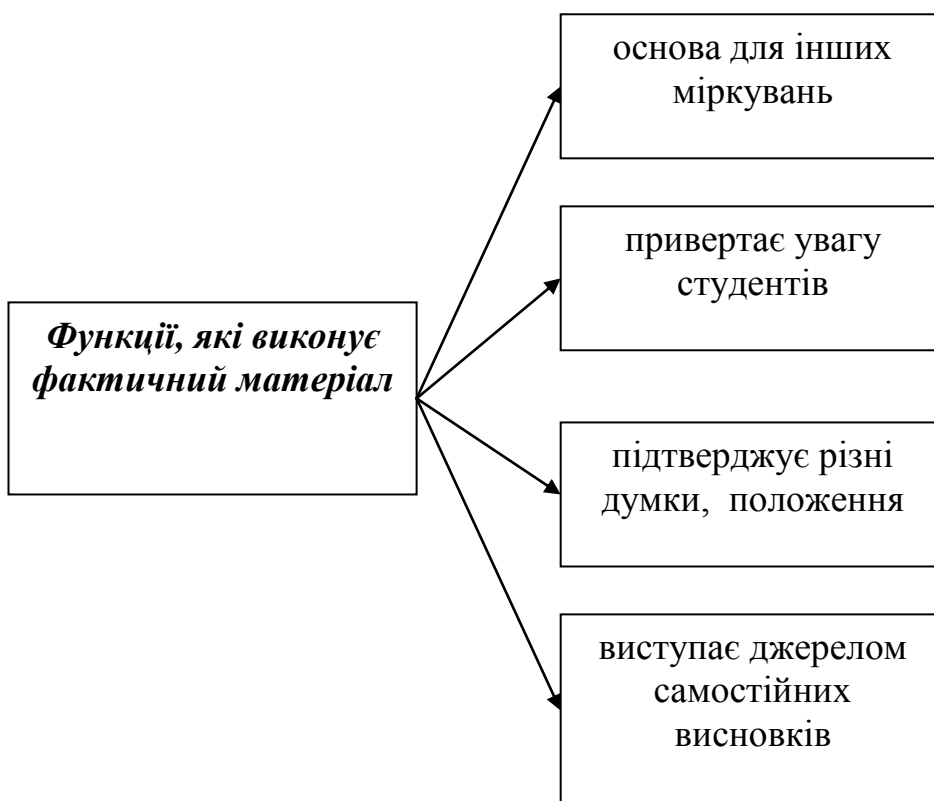 основа для інших
міркувань
привертає увагу
студентів
Функції, які виконує
фактичний матеріал
підтверджує різні
думки,  положення
виступає джерелом
самостійних
висновків